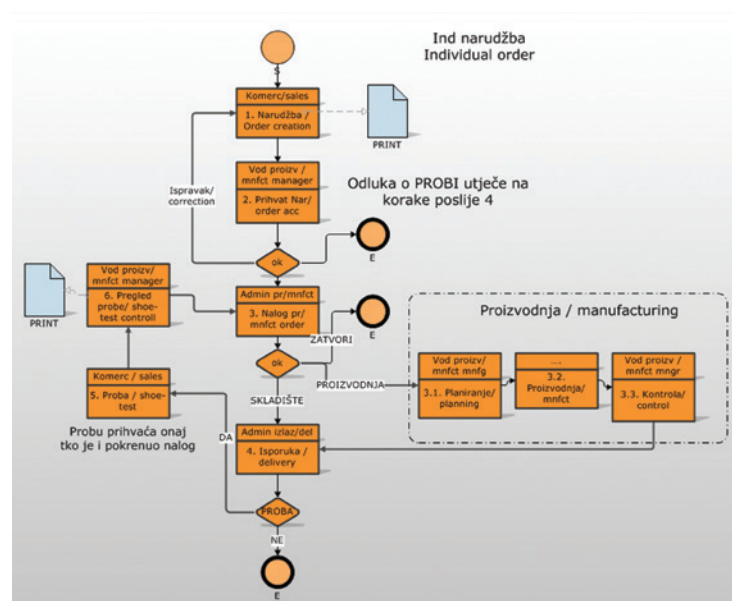 Ind narudžba
Individual order
S
Komerc/sales
1. Narudžba /
Order creation
PRINT
Vod proizv /
mnfct manager
2. Prihvat Nar/
order acc
Ispravak/
correction
Odluka o PROBI utječe na
korake poslije 4
ok
E
Vod proizv/
mnfct manager
6. Pregled
probe/ shoe-
test controll
PRINT
Admin pr/mnfct
3. Nalog pr/
mnfct order
ZATVORI
E
ok
PROIZVODNJA
SKLADIŠTE
Proizvodnja / manufacturing
Vod proizv/
mnfct mnfg
3.1. Planiranje/
planning
....
3.2.
Proizvodnja/
mnfct
Vod proizv /
mnfct mngr
3.3. Kontrola/
control
Komerc / sales
5. Proba / shoe-
test
Probu prihvaća onaj
tko je i pokrenuo nalog
DA
Admin izlaz/del
4. Isporuka /
delivery
PROBA
NE
E